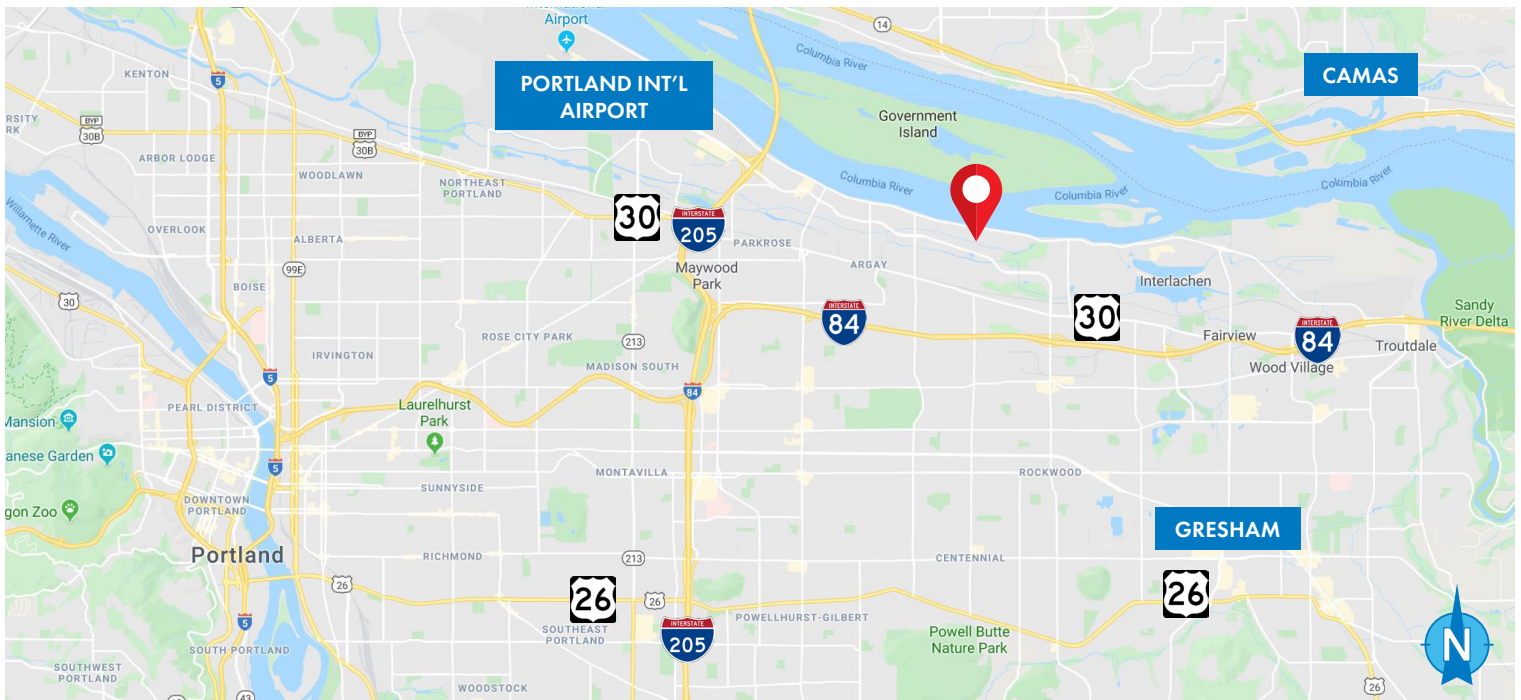 International
Airport
14
Columbia River
CAMAS
PORTLAND INT'L
AIRPORT
KENTON
5
Government
Island
BYP
30B
BYP
30B
ARBOR LODGE
WOODLAWN
NORTHEAST
PORTLAND
Columbia River
Columbia River
Columbia River
Willamette River
OVERLOOK
ALBERTA
30
INTERSTATE
205
PARKROSE
99E
Maywood
Park
ARGAY
Interlachen
BOISE
30
INTERSTATE
84
30
Sandy
River Delta
ROSE CITY PARK
213
Fairview
INTERSTATE
84
Troutdale
IRVINGTON
MADISON SOUTH
Wood Village
5
84
PEARL DISTRICT
Laurelhurst
Park
Mansion
anese Garden
5
MONTAVILLA
ROCKWOOD
SUNNYSIDE
DOWNTOWN
PORTLAND
gon Zoo
GRESHAM
Portland
RICHMOND
213
CENTENNIAL
26
26
26
26
5
INTERSTATE
205
POWELLHURST-GILBERT
SOUTHEAST
PORTLAND
Powell Butte
Nature Park
N
SOUTH PORTLAND
SOUTHWEST
PORTLAND
WOODSTOCK
43
26